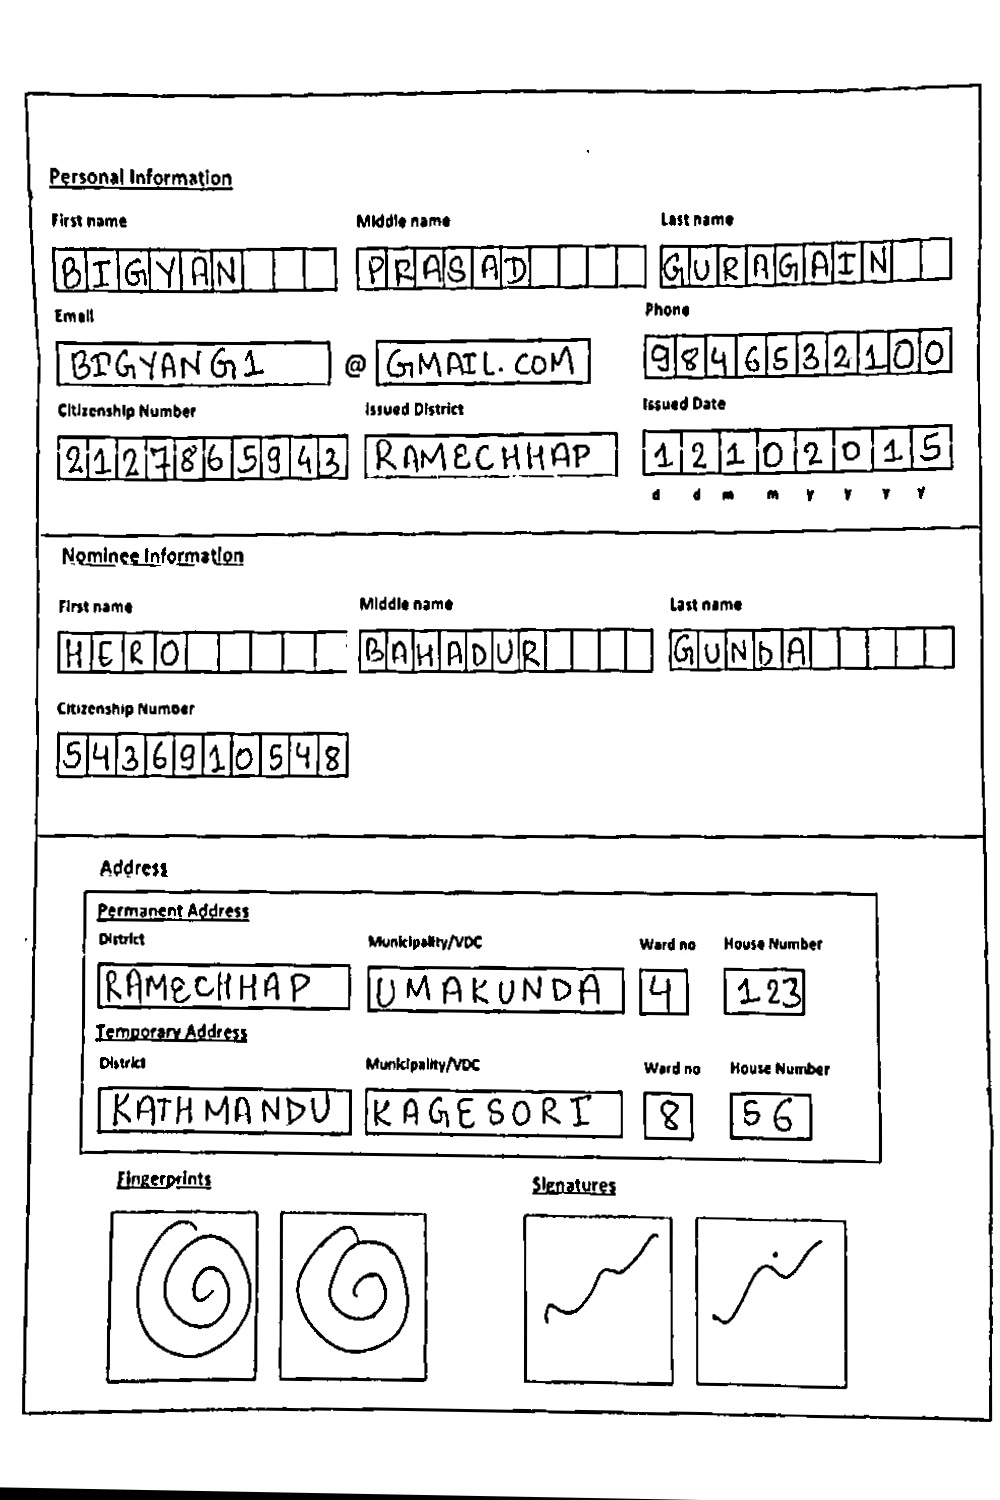 Personal Information
First name Middle name Last name
BIGYAN PRASAD GURAGAIN
Email Phone
BIGYANG1 @ GMAIL.COM 9846532100
Citizenship Number Issued District Issued Date
2127865943 RAMECHHAP 12102015
d d m m y y y y
Nominee Information
First name Middle name Last name
HERO BAHADUR GUNDA
Citizenship Number
5436910548
Address
Permanent Address
District Municipality/VDC Ward no House Number
RAMECHHAP UMAKUNDA 4 123
Temporary Address
District Municipality/VDC Ward no House Number
KATHMANDU KAGESORI 8 56
Fingerprints Signatures